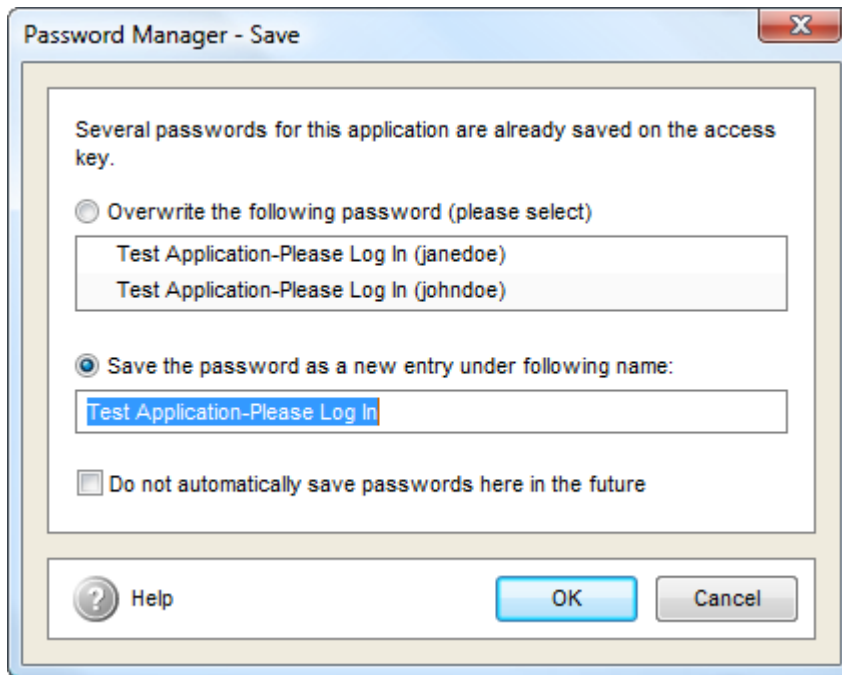 Password Manager - Save
Several passwords for this application are already saved on the access
key.
Overwrite the following password (please select)
Test Application-Please Log In (janedoe)
Test Application-Please Log In (johndoe)
Save the password as a new entry under following name:
Test Application-Please Log In
Do not automatically save passwords here in the future
? Help OK Cancel